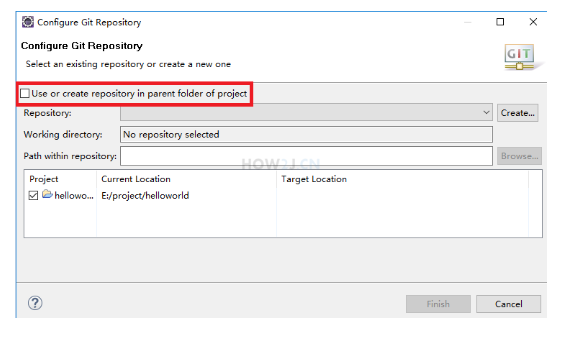 Configure Git Repository
Configure Git Repository
Select an existing repository or create a new one
GIT
Use or create repository in parent folder of project
Repository: Create...
Working directory: No repository selected
Path within repository: Browse...
HOW2J.CN
Project Current Location Target Location
hellowo... E:/project/helloworld
Finish Cancel